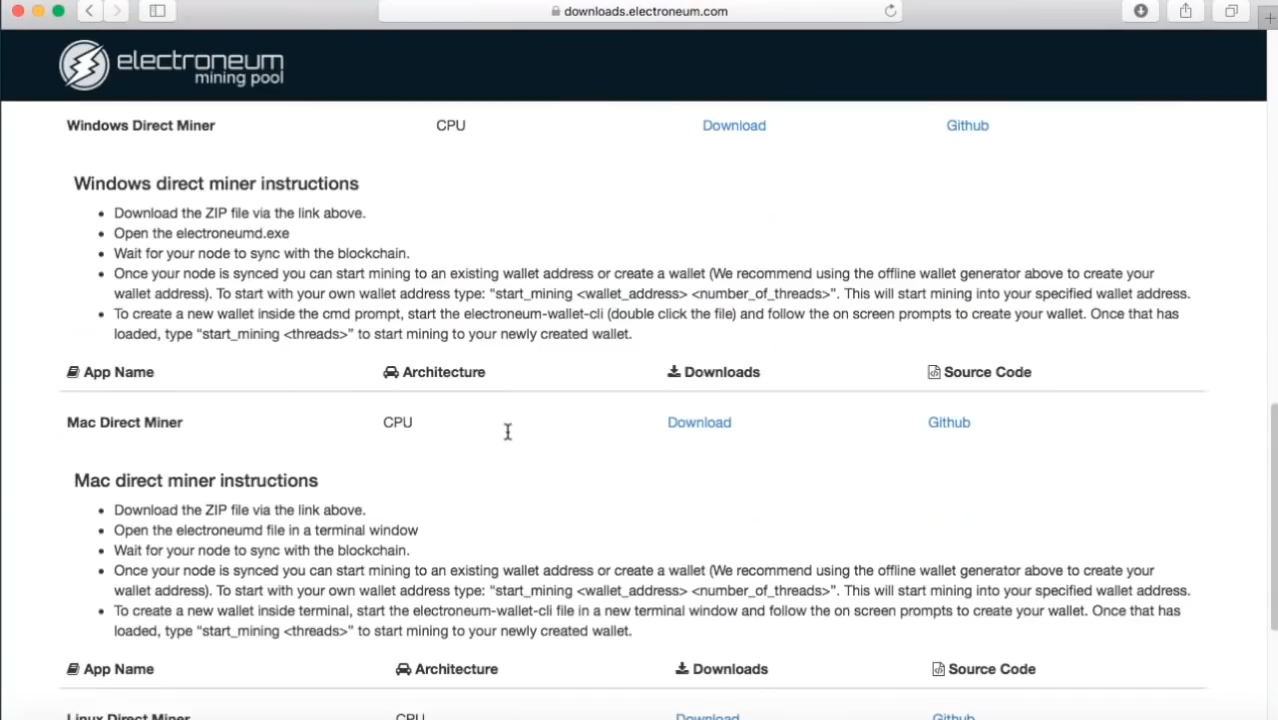 downloads.electroneum.com
electroneum
mining pool
Windows Direct Miner CPU Download Github
Windows direct miner instructions
• Download the ZIP file via the link above.
• Open the electroneumd.exe
• Wait for your node to sync with the blockchain.
• Once your node is synced you can start mining to an existing wallet address or create a wallet (We recommend using the offline wallet generator above to create your
wallet address). To start with your own wallet address type: “start_mining <wallet_address> <number_of_threads>”. This will start mining into your specified wallet address.
• To create a new wallet inside the cmd prompt, start the electroneum-wallet-cli (double click the file) and follow the on screen prompts to create your wallet. Once that has
loaded, type “start_mining <threads>” to start mining to your newly created wallet.
App Name Architecture Downloads Source Code
Mac Direct Miner CPU Download Github
Mac direct miner instructions
• Download the ZIP file via the link above.
• Open the electroneumd file in a terminal window
• Wait for your node to sync with the blockchain.
• Once your node is synced you can start mining to an existing wallet address or create a wallet (We recommend using the offline wallet generator above to create your
wallet address). To start with your own wallet address type: “start_mining <wallet_address> <number_of_threads>”. This will start mining into your specified wallet address.
• To create a new wallet inside terminal, start the electroneum-wallet-cli file in a new terminal window and follow the on screen prompts to create your wallet. Once that has
loaded, type “start_mining <threads>” to start mining to your newly created wallet.
App Name Architecture Downloads Source Code
Linux Direct Miner CPU Download Github